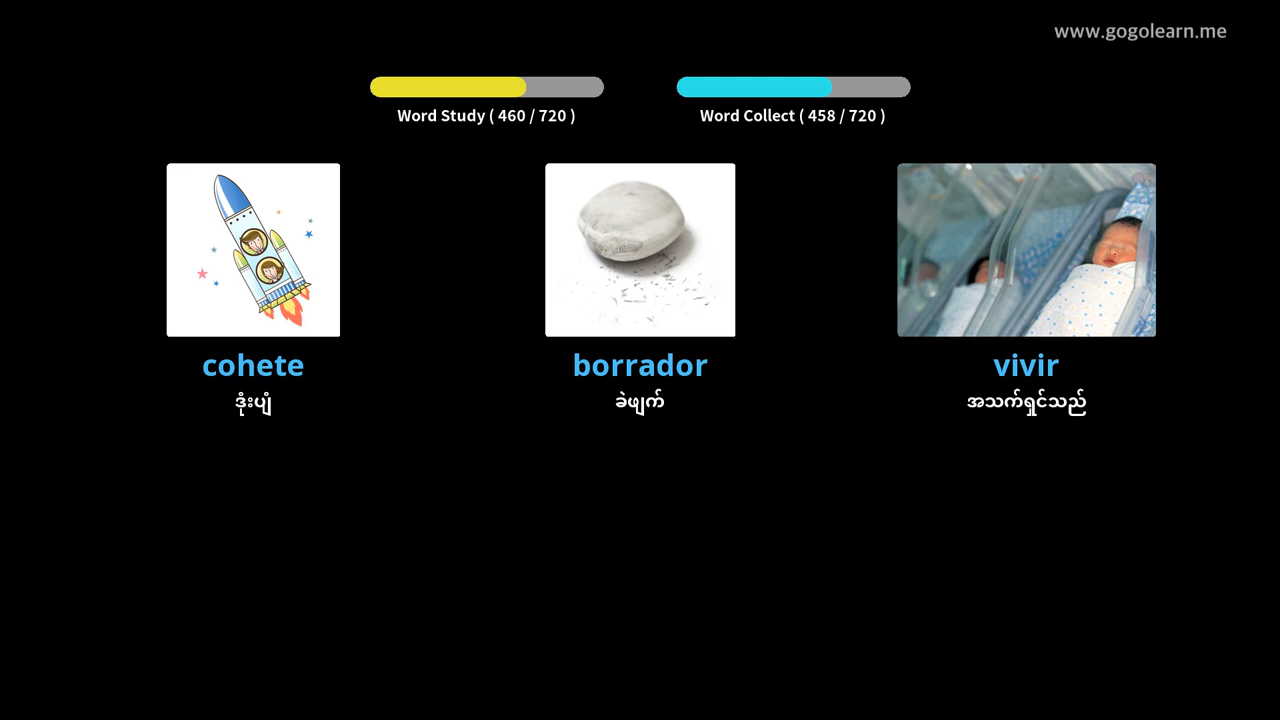 www.gogolearn.me
Word Study ( 460 / 720 )
Word Collect ( 458 / 720 )
cohete
borrador
vivir
ဒုံးပျံ
ခဲဖျက်
အသက်ရှင်သည်